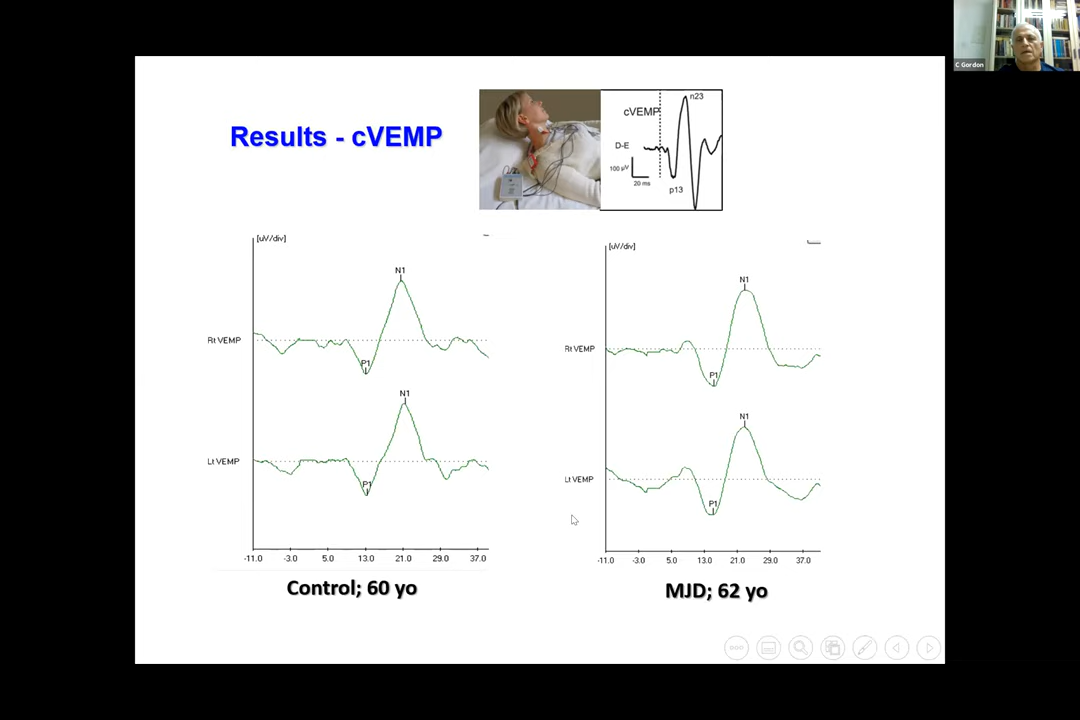 C Gordon
Results - cVEMP
n23
cVEMP
D-E
100 µV
20 ms
p13
[uV/div]
N1
Rt VEMP
P1
N1
Lt VEMP
P1
-11.0 -3.0 5.0 13.0 21.0 29.0 37.0
Control; 60 yo
[uV/div]
N1
Rt VEMP
P1
N1
Lt VEMP
P1
-11.0 -3.0 5.0 13.0 21.0 29.0 37.0
MJD; 62 yo